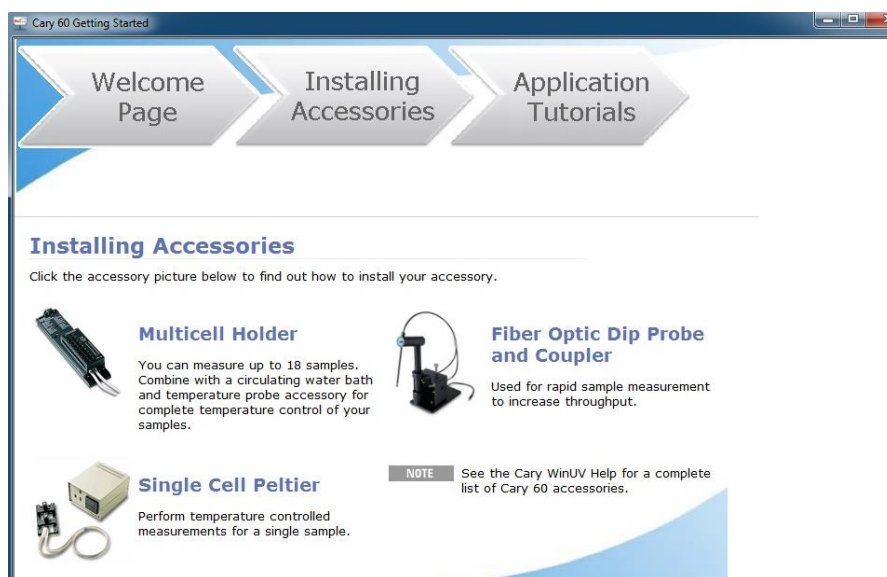 Cary 60 Getting Started
Welcome
Page
Installing
Accessories
Application
Tutorials
Installing Accessories
Click the accessory picture below to find out how to install your accessory.
Multicell Holder
You can measure up to 18 samples.
Combine with a circulating water bath
and temperature probe accessory for
complete temperature control of your
samples.
Fiber Optic Dip Probe
and Coupler
Used for rapid sample measurement
to increase throughput.
Single Cell Peltier
Perform temperature controlled
measurements for a single sample.
NOTE See the Cary WinUV Help for a complete
list of Cary 60 accessories.